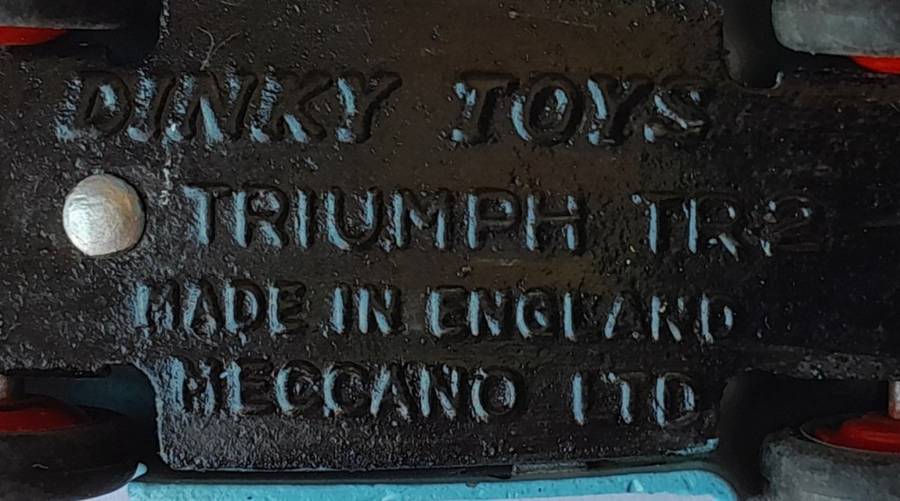 DINKY TOYS
TRIUMPH TR2
MADE IN ENGLAND
MECCANO LTD